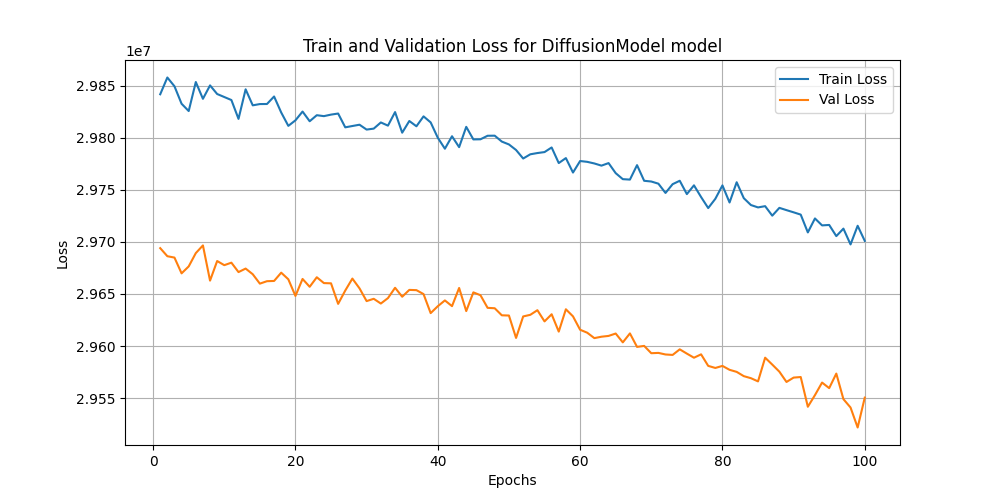 Train and Validation Loss for DiffusionModel model
1e7
2.985
2.980
2.975
2.970
2.965
2.960
2.955
Loss
Train Loss
Val Loss
0
20
40
60
80
100
Epochs